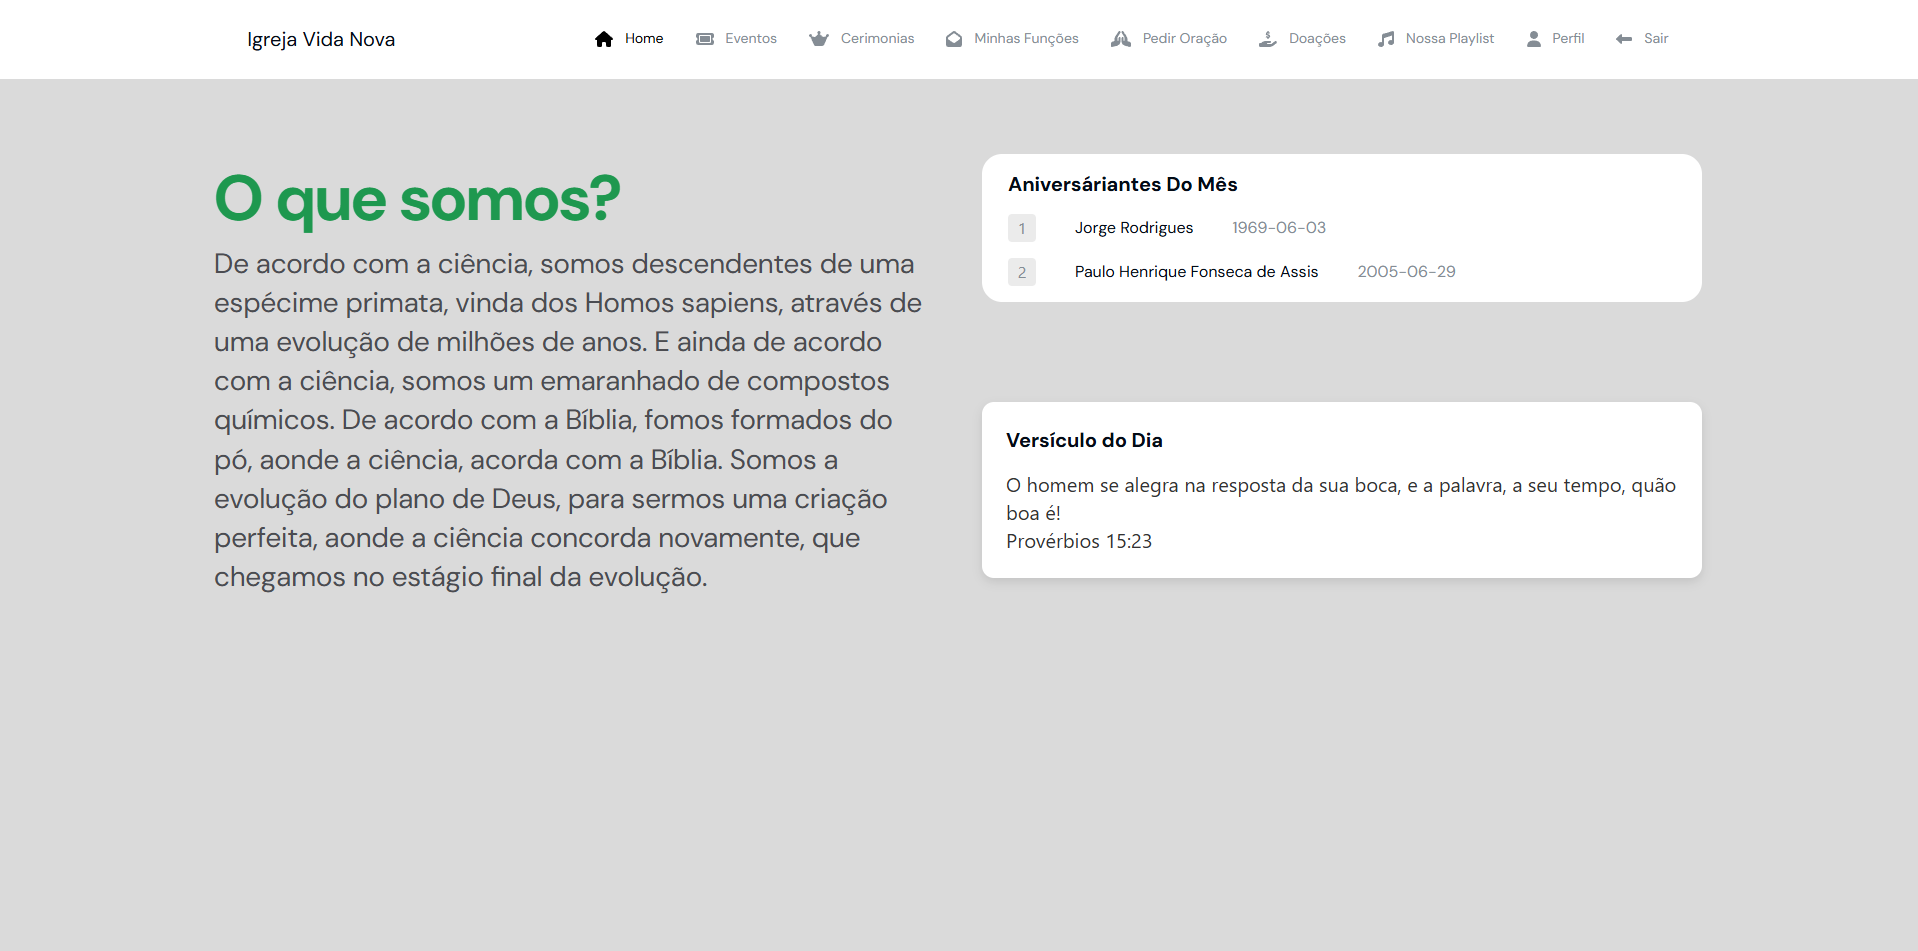 Igreja Vida Nova
Home
Eventos
Cerimonias
Minhas Funções
Pedir Oração
Doações
Nossa Playlist
Perfil
Sair
O que somos?
De acordo com a ciência, somos descendentes de uma
espécime primata, vinda dos Homos sapiens, através de
uma evolução de milhões de anos. E ainda de acordo
com a ciência, somos um emaranhado de compostos
químicos. De acordo com a Bíblia, fomos formados do
pó, aonde a ciência, acorda com a Bíblia. Somos a
evolução do plano de Deus, para sermos uma criação
perfeita, aonde a ciência concorda novamente, que
chegamos no estágio final da evolução.
Aniversáriantes Do Mês
1 Jorge Rodrigues 1969-06-03
2 Paulo Henrique Fonseca de Assis 2005-06-29
Versículo do Dia
O homem se alegra na resposta da sua boca, e a palavra, a seu tempo, quão
boa é!
Provérbios 15:23